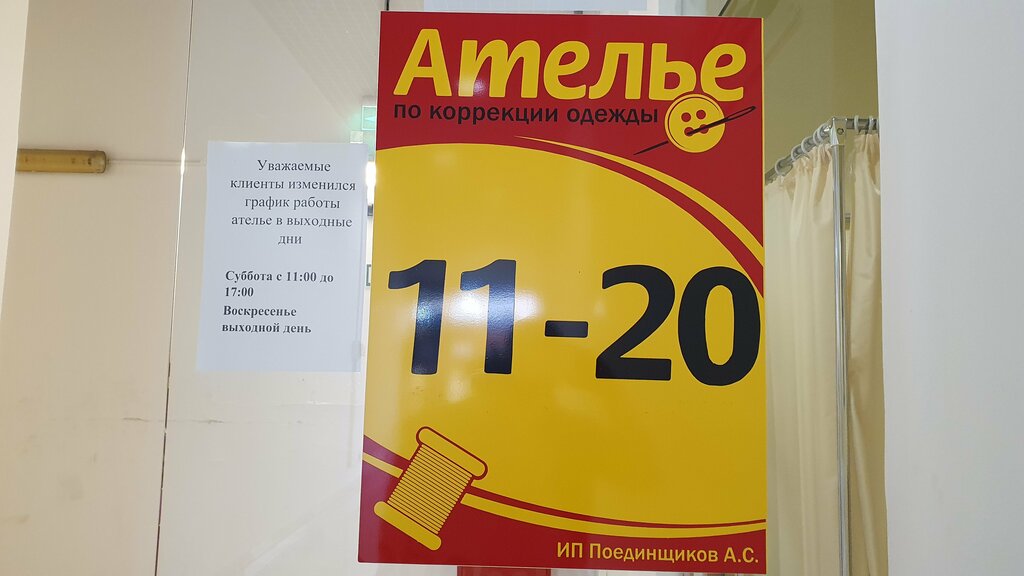 Ателье
по коррекции одежды
11-20
ИП Поединщиков А.С.
Уважаемые
клиенты изменился
график работы
ателье в выходные
дни
Суббота с 11:00 до
17:00
Воскресенье
выходной день